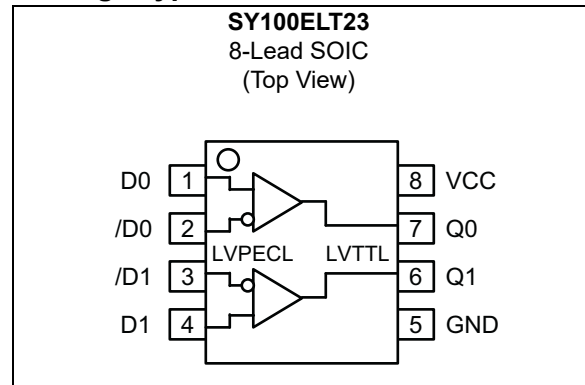 SY100ELT23
8-Lead SOIC
(Top View)
D0 1 8 VCC
/D0 2 7 Q0
LVPECL LVTTL
/D1 3 6 Q1
D1 4 5 GND